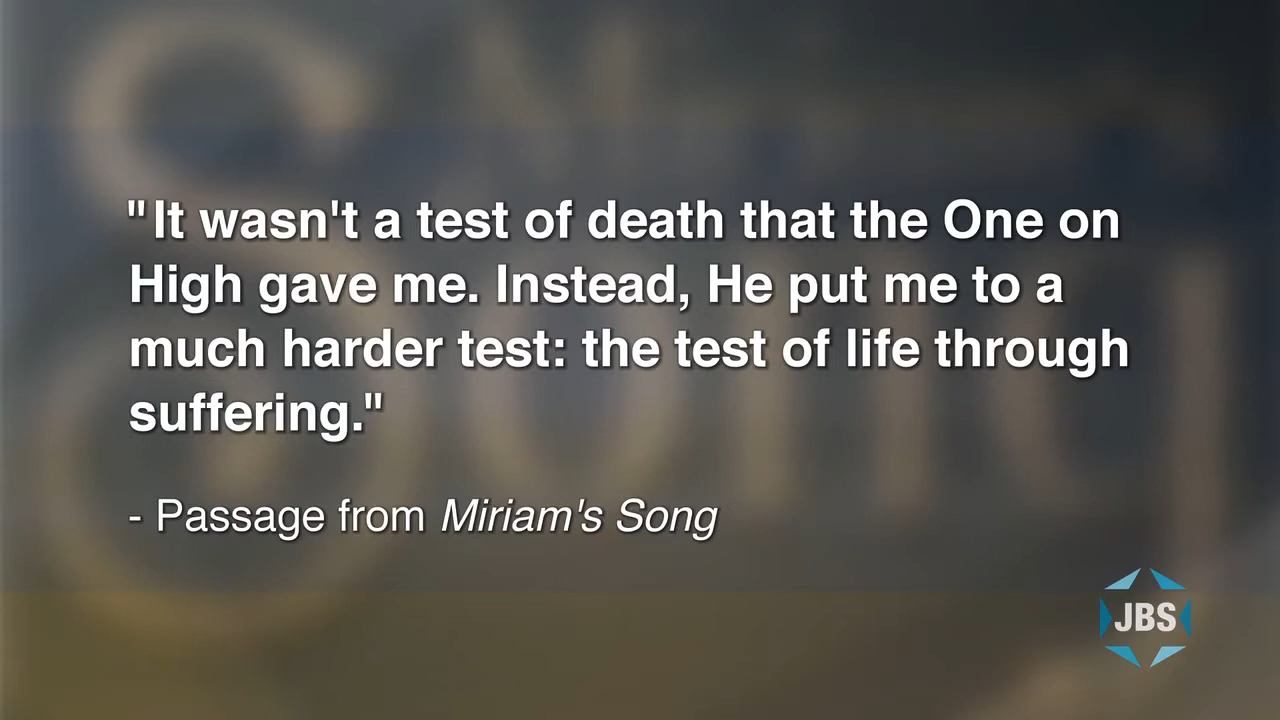 "It wasn't a test of death that the One on
High gave me. Instead, He put me to a
much harder test: the test of life through
suffering."
- Passage from Miriam's Song
JBS